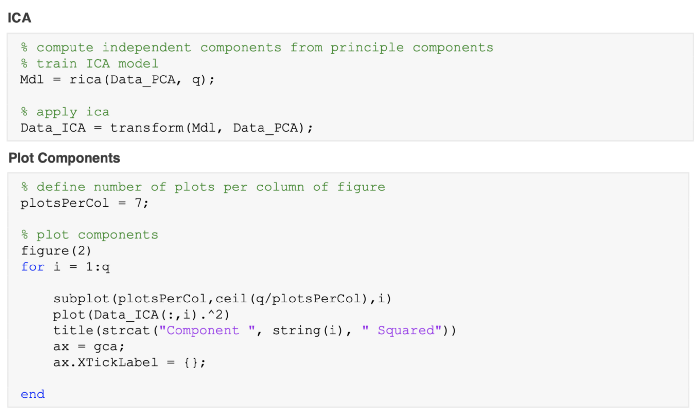 ICA
% compute independent components from principle components
% train ICA model
Mdl = rica(Data_PCA, q);
% apply ica
Data_ICA = transform(Mdl, Data_PCA);
Plot Components
% define number of plots per column of figure
plotsPerCol = 7;
% plot components
figure(2)
for i = 1:q
subplot(plotsPerCol,ceil(q/plotsPerCol),i)
plot(Data_ICA(:,i).^2)
title(strcat("Component ", string(i), " Squared"))
ax = gca;
ax.XTickLabel = {};
end